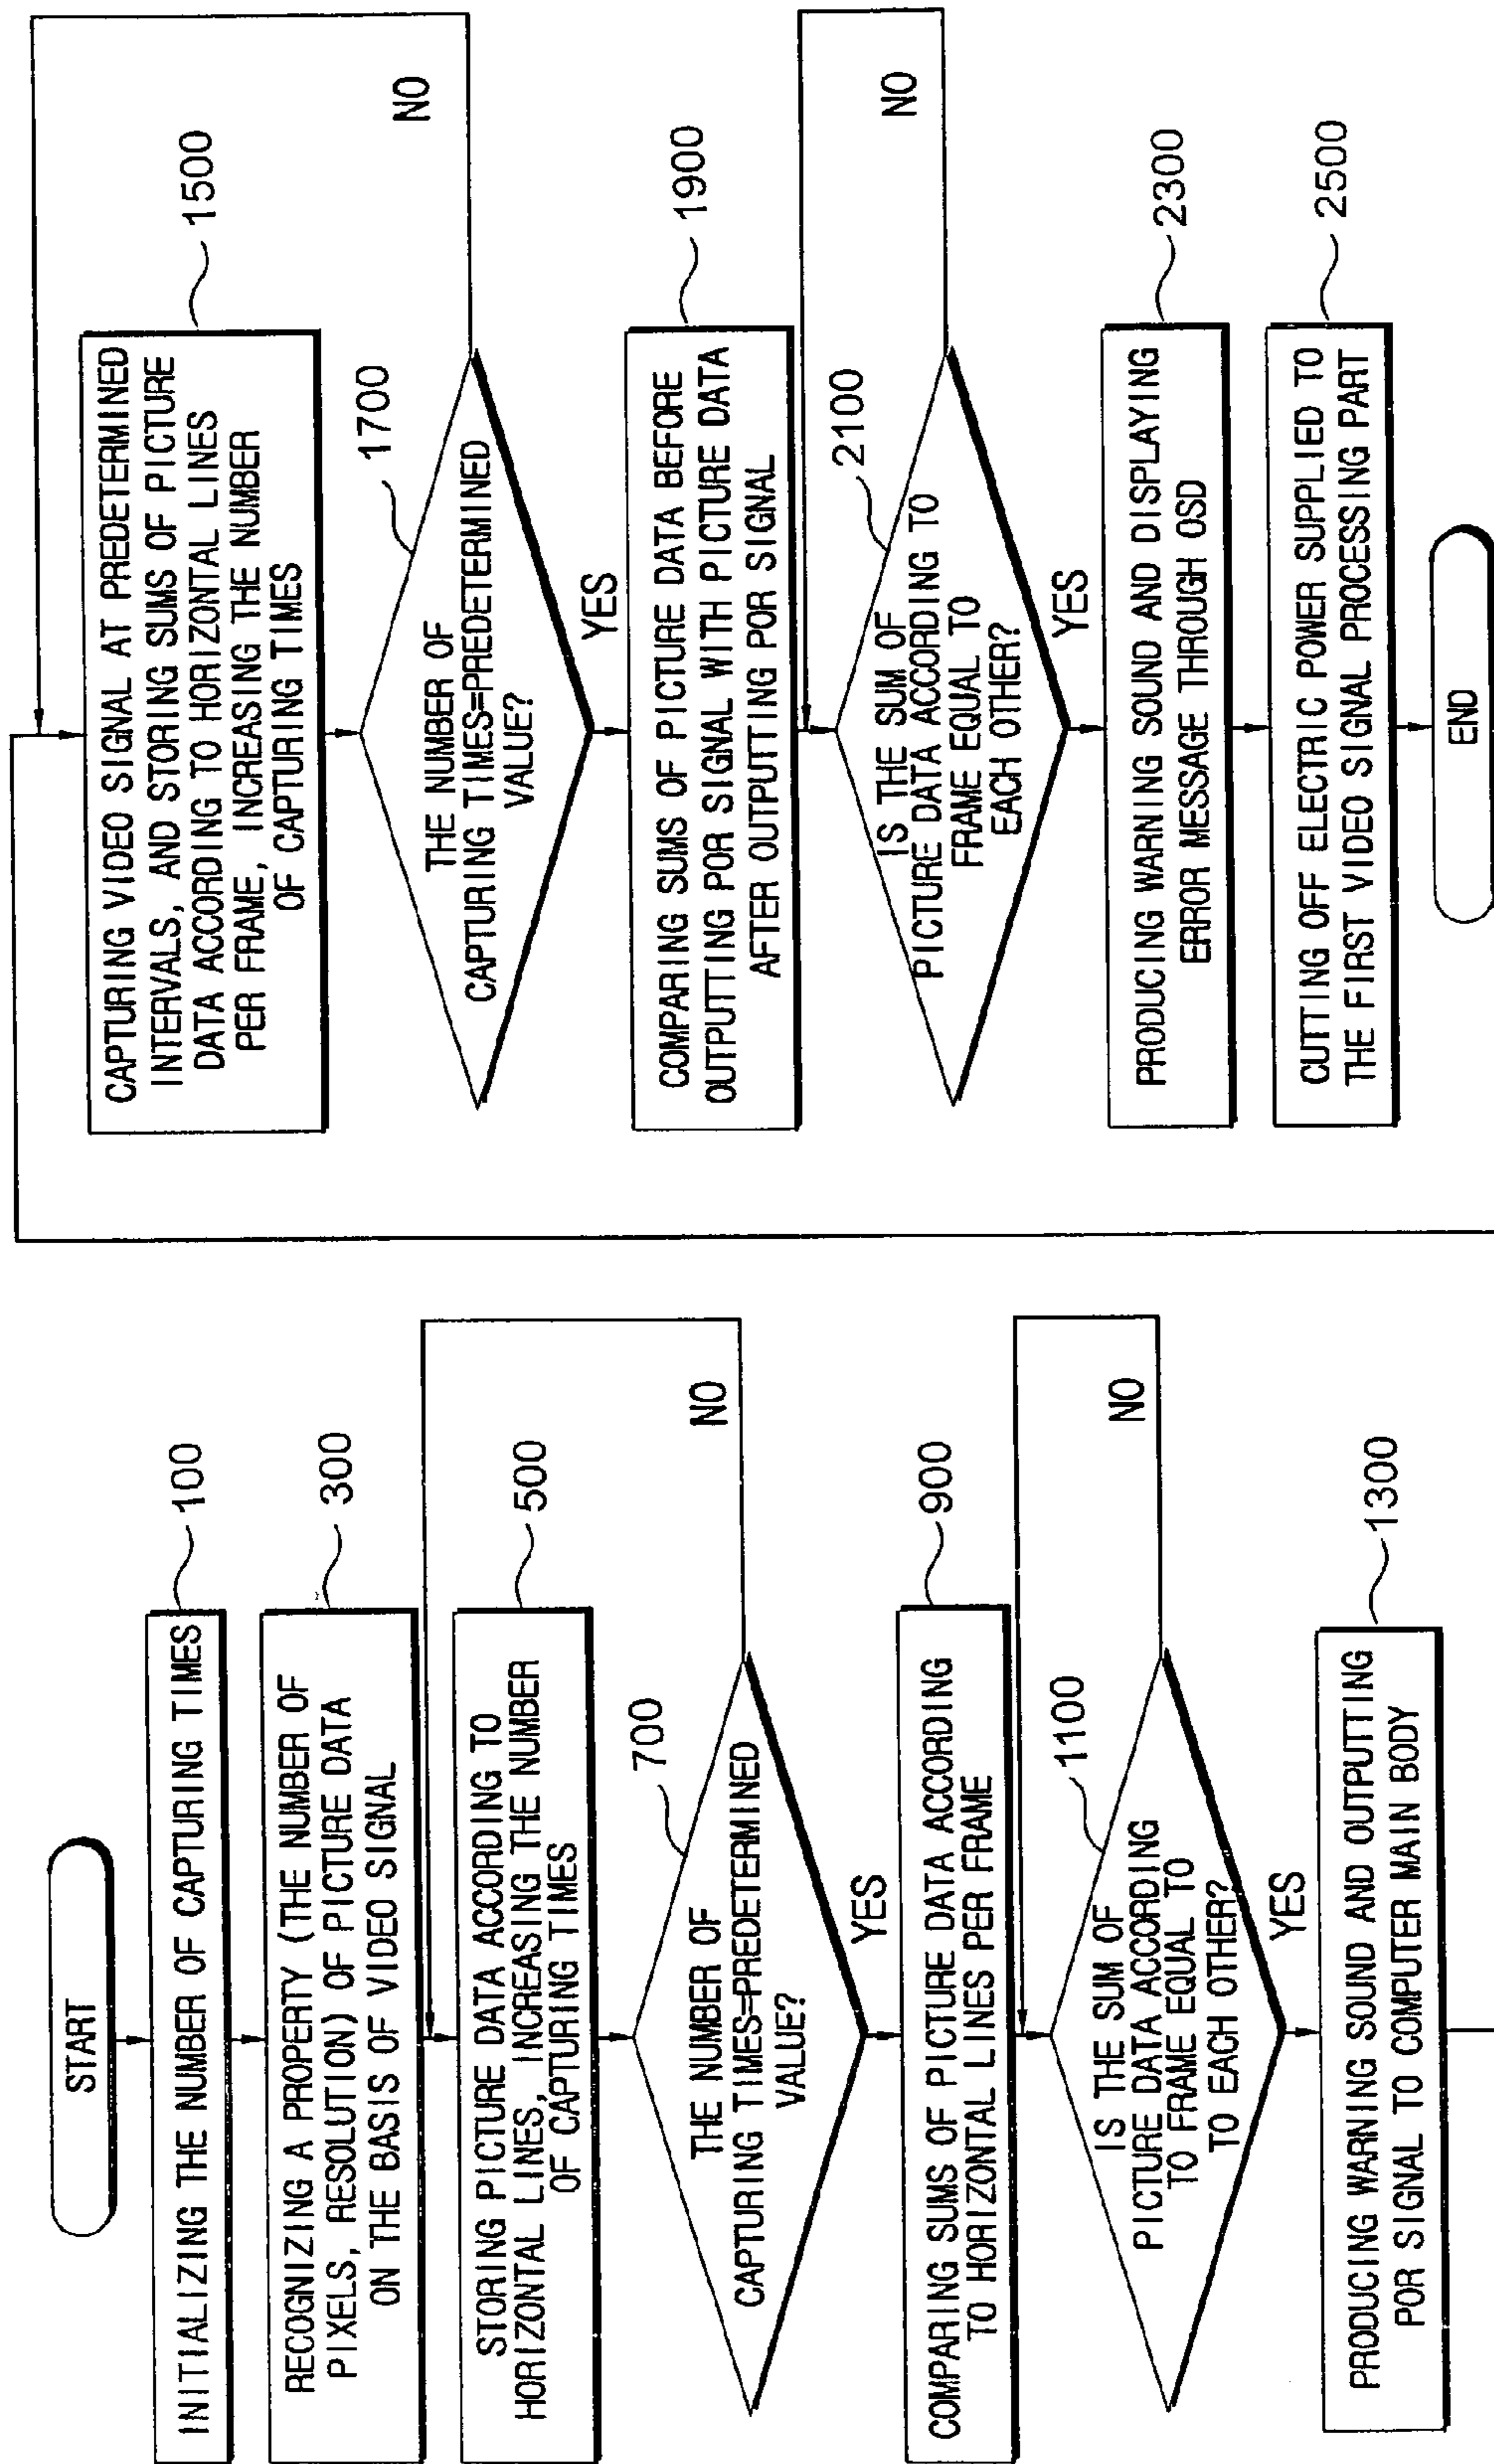 START
INITIALIZING THE NUMBER OF CAPTURING TIMES
100
RECOGNIZING A PROPERTY (THE NUMBER OF
PIXELS, RESOLUTION) OF PICTURE DATA
ON THE BASIS OF VIDEO SIGNAL
300
STORING PICTURE DATA ACCORDING TO
HORIZONTAL LINES, INCREASING THE NUMBER
OF CAPTURING TIMES
500
THE NUMBER OF
CAPTURING TIMES=PREDETERMINED
VALUE?
700
NO
YES
COMPARING SUMS OF PICTURE DATA ACCORDING
TO HORIZONTAL LINES PER FRAME
900
IS THE SUM OF
PICTURE DATA ACCORDING
TO FRAME EQUAL TO
TO EACH OTHER?
1100
NO
YES
PRODUCING WARNING SOUND AND OUTPUTTING
POR SIGNAL TO COMPUTER MAIN BODY
1300
CAPTURING VIDEO SIGNAL AT PREDETERMINED
INTERVALS, AND STORING SUMS OF PICTURE
DATA ACCORDING TO HORIZONTAL LINES
PER FRAME, INCREASING THE NUMBER
OF CAPTURING TIMES
1500
THE NUMBER OF
CAPTURING TIMES=PREDETERMINED
VALUE?
1700
NO
YES
COMPARING SUMS OF PICTURE DATA BEFORE
OUTPUTTING POR SIGNAL WITH PICTURE DATA
AFTER OUTPUTTING POR SIGNAL
1900
IS THE SUM OF
PICTURE DATA ACCORDING TO
FRAME EQUAL TO
EACH OTHER?
2100
NO
YES
PRODUCING WARNING SOUND AND DISPLAYING
ERROR MESSAGE THROUGH OSD
2300
CUTTING OFF ELECTRIC POWER SUPPLIED TO
THE FIRST VIDEO SIGNAL PROCESSING PART
2500
END